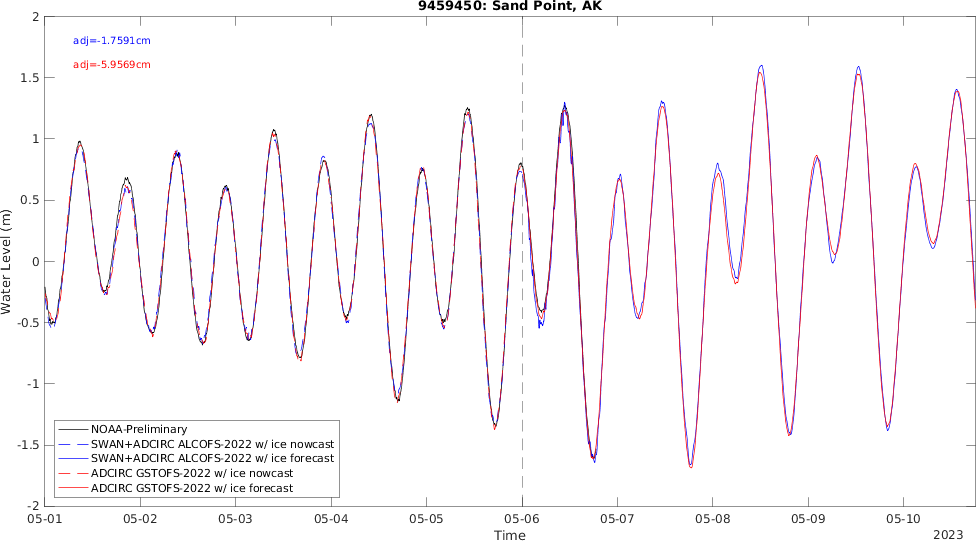 9459450: Sand Point, AK
adj=-1.7591cm
adj=-5.9569cm
Water Level (m)
2
1.5
1
0.5
0
-0.5
-1
-1.5
-2
NOAA-Preliminary
SWAN+ADCIRC ALCOFS-2022 w/ ice nowcast
SWAN+ADCIRC ALCOFS-2022 w/ ice forecast
ADCIRC GSTOFS-2022 w/ ice nowcast
ADCIRC GSTOFS-2022 w/ ice forecast
05-01 05-02 05-03 05-04 05-05 05-06 05-07 05-08 05-09 05-10
Time
2023